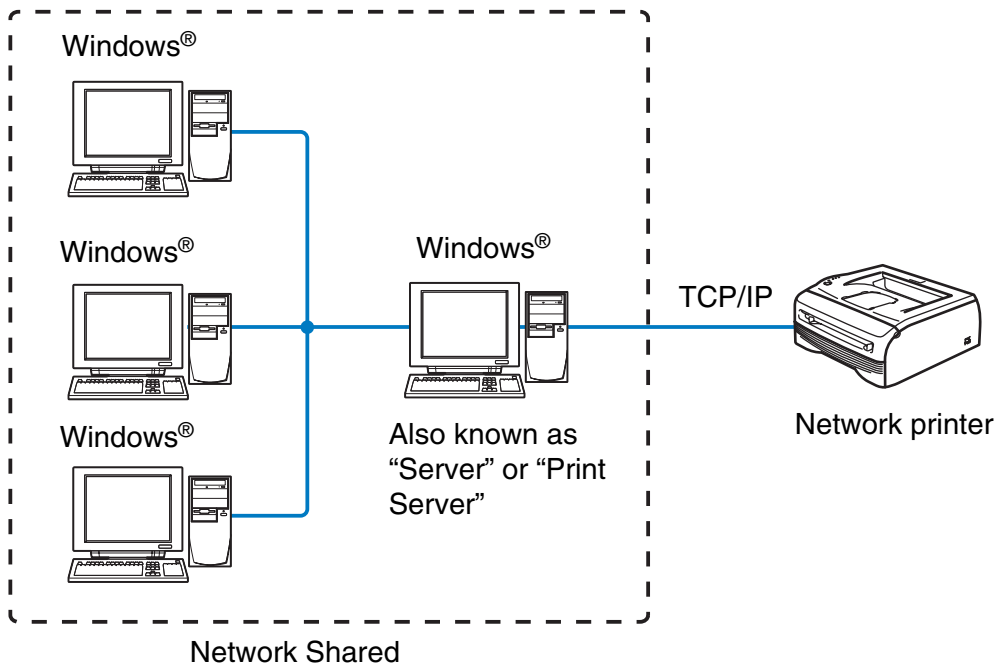 Windows®
Windows®
Windows®
Windows®
Also known as
“Server” or “Print
Server”
TCP/IP
Network printer
Network Shared